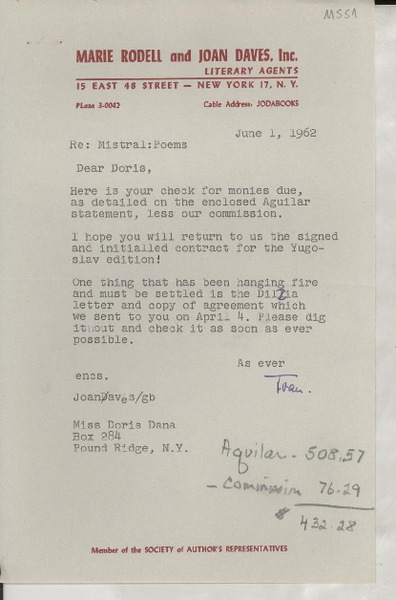 M551
MARIE RODELL and JOAN DAVES, Inc.
LITERARY AGENTS
15 EAST 48 STREET — NEW YORK 17, N. Y.
PLaza 3-0042 Cable Address: JODABOOKS
June 1, 1962
Re: Mistral:Poems
Dear Doris,
Here is your check for monies due,
as detailed on the enclosed Aguilar
statement, less our commission.
I hope you will return to us the signed
and initialled contract for the Yugo-
slav edition!
One thing that has been hanging fire
and must be settled is the Dilia
letter and copy of agreement which
we sent to you on April 4. Please dig
it out and check it as soon as ever
possible.
As ever
Joan.
encs.
JoanDaves/gb
Miss Doris Dana
Box 284
Pound Ridge, N.Y.
Aguilar - 508,57
- Commission 76.29
$ 432.28
Member of the SOCIETY of AUTHOR'S REPRESENTATIVES